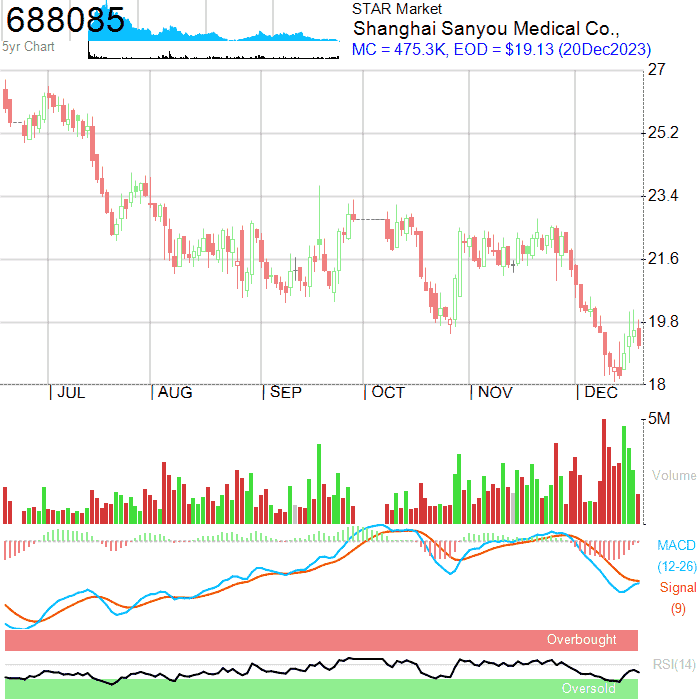 688085
5yr Chart
STAR Market
Shanghai Sanyou Medical Co.,
MC = 475.3K, EOD = $19.13 (20Dec2023)
27
25.2
23.4
21.6
19.8
18
JUL AUG SEP OCT NOV DEC
5M
Volume
MACD
(12-26)
Signal
(9)
Overbought
RSI(14)
Oversold